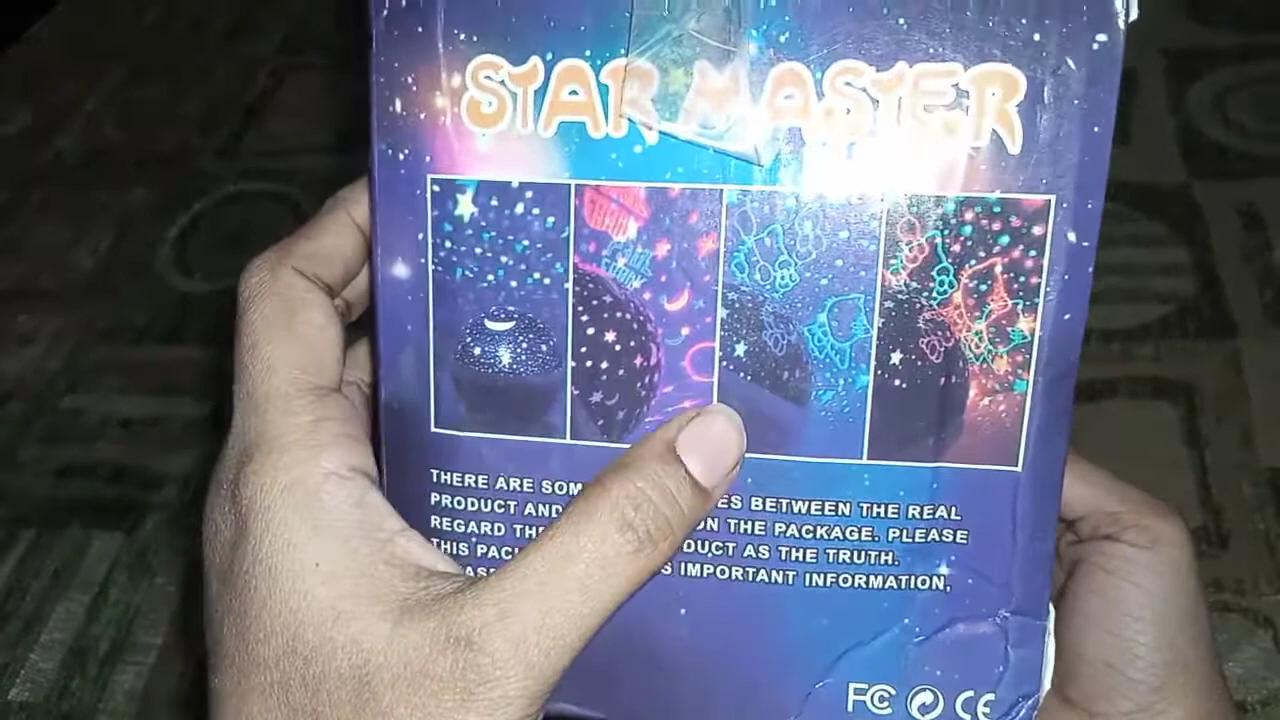 STAR MASTER
THERE ARE SOM ES BETWEEN THE REAL
PRODUCT AND ON THE PACKAGE. PLEASE
REGARD THE DUCT AS THE TRUTH.
THIS PACK S IMPORTANT INFORMATION,
FC CE